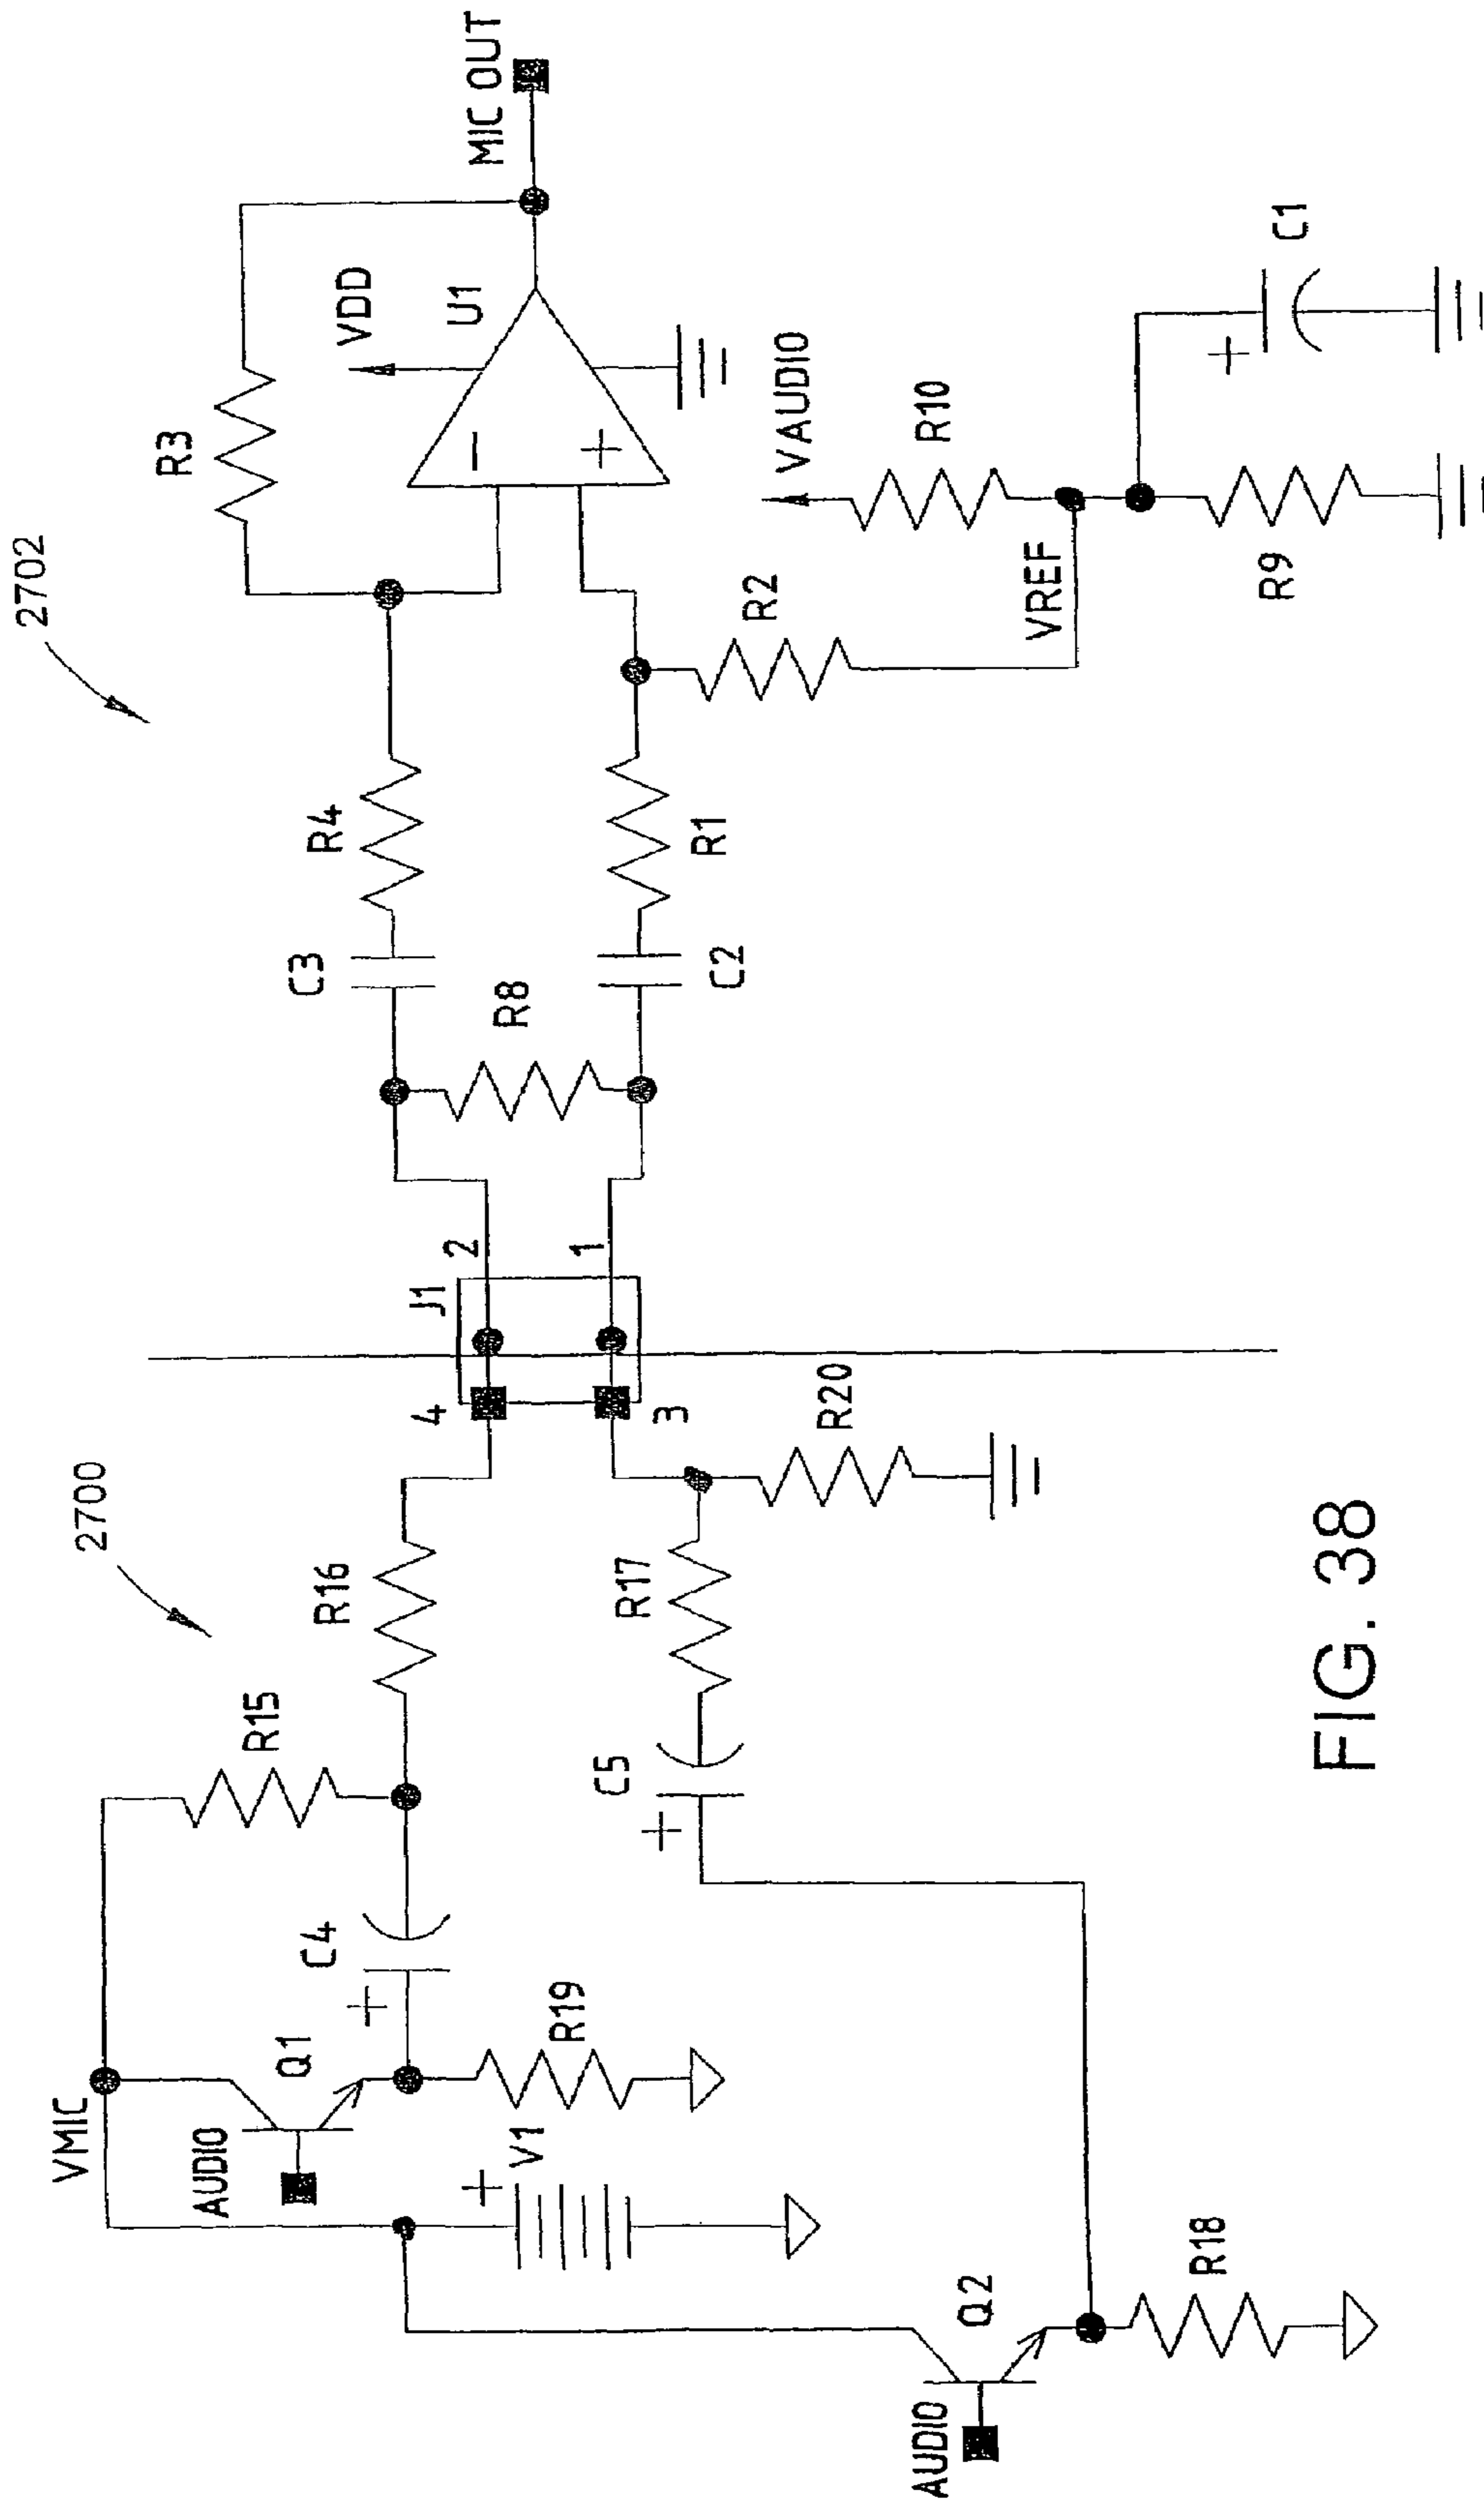 2702
R3
VDD
U1
MIC OUT
R4
C3
R8
C2
R1
R2
VAUDIO
R10
VREF
R9
C1
+
−
+
J1
2
1
4
3
2700
R16
R15
R17
R20
C5
+
C4
+
VMIC
Q1
AUDIO
R19
V1
+
Q2
AUDIO
R18
FIG. 38